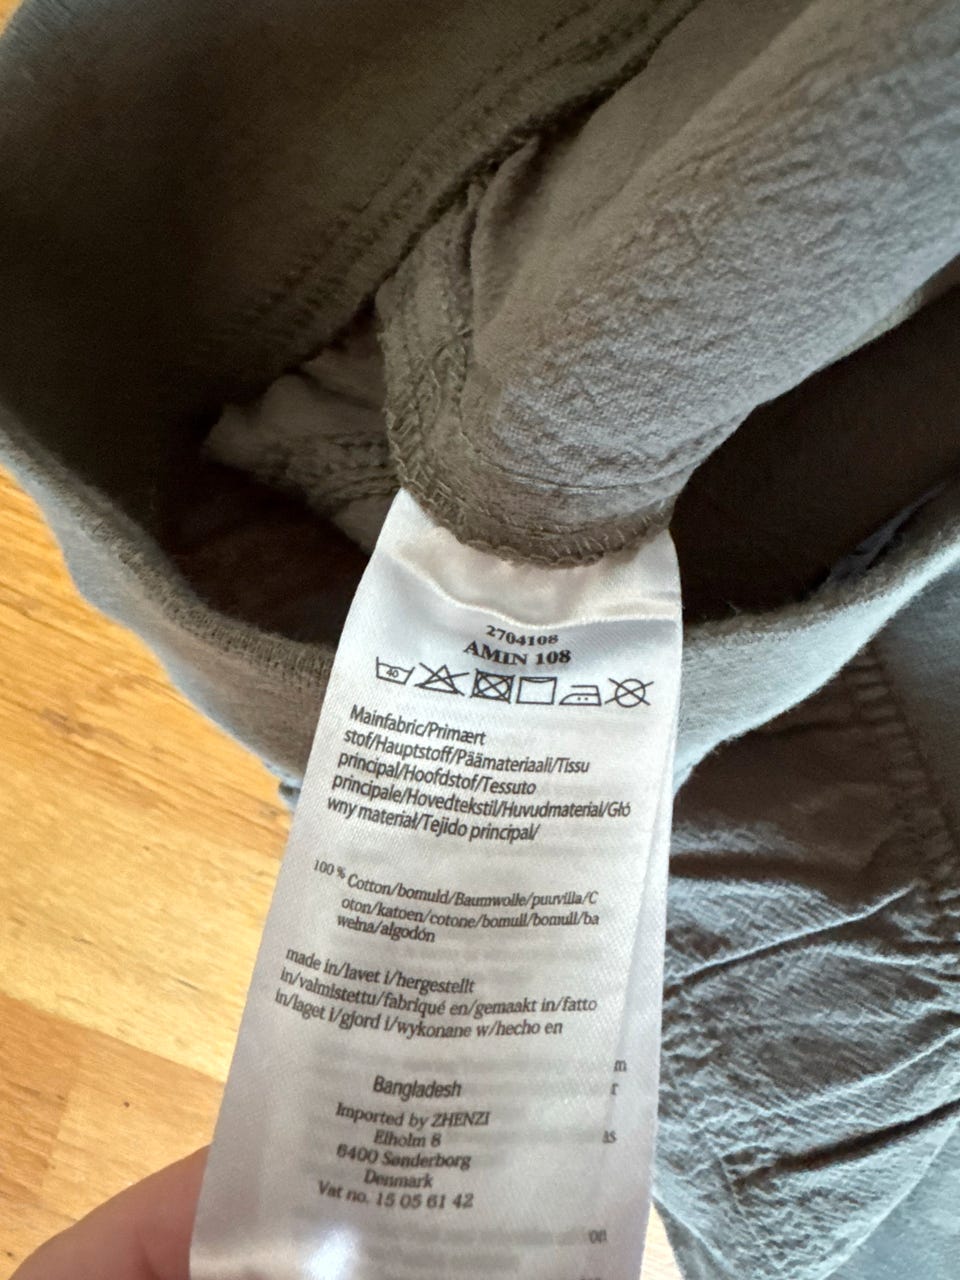 2704108
AMIN 108
40
Mainfabric/Primært
stof/Hauptstoff/Päämateriaali/Tissu
principal/Hoofdstof/Tessuto
principale/Hovedtekstil/Huvudmaterial/Głó
wny materiał/Tejido principal/
100 % Cotton/bomuld/Baumwolle/puuvilla/C
oton/katoen/cotone/bomull/bomull/ba
wełna/algodón
made in/lavet i/hergestellt
in/valmistettu/fabriqué en/gemaakt in/fatto
in/laget i/gjord i/wykonane w/hecho en
Bangladesh
Imported by ZHENZI
Elholm 8
6400 Sønderborg
Denmark
Vat no. 15 05 61 42